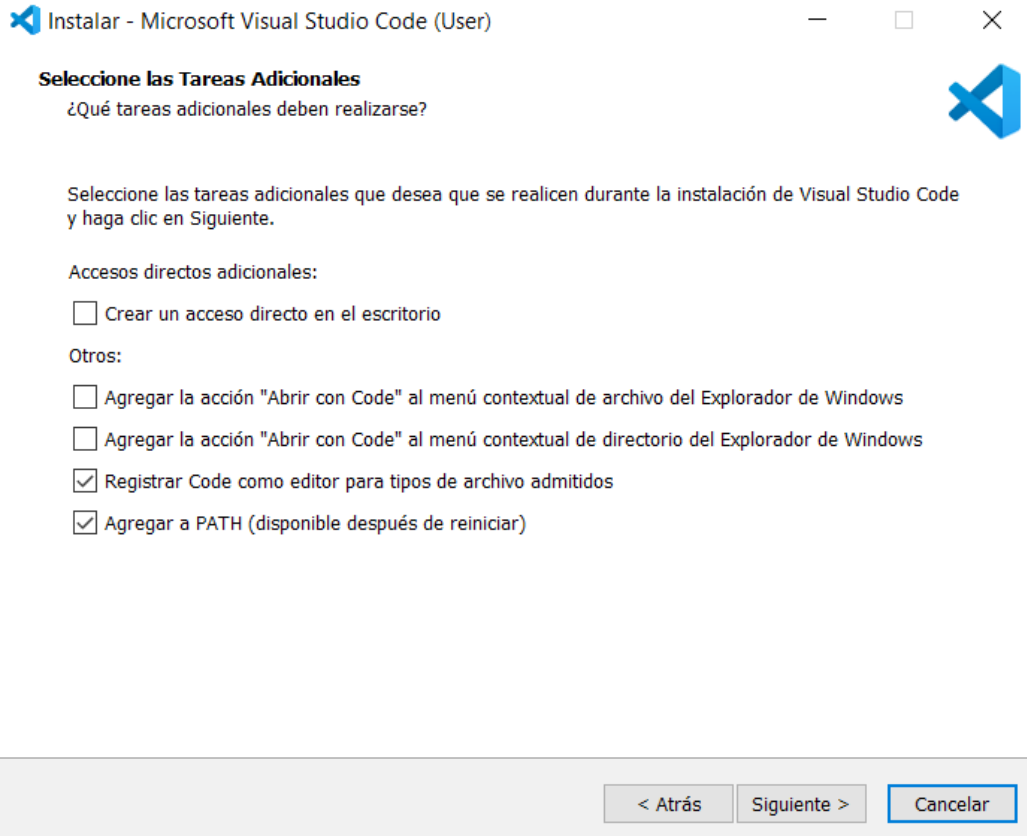 Instalar - Microsoft Visual Studio Code (User)
Seleccione las Tareas Adicionales
¿Qué tareas adicionales deben realizarse?
Seleccione las tareas adicionales que desea que se realicen durante la instalación de Visual Studio Code
y haga clic en Siguiente.
Accesos directos adicionales:
Crear un acceso directo en el escritorio
Otros:
Agregar la acción "Abrir con Code" al menú contextual de archivo del Explorador de Windows
Agregar la acción "Abrir con Code" al menú contextual de directorio del Explorador de Windows
Registrar Code como editor para tipos de archivo admitidos
Agregar a PATH (disponible después de reiniciar)
< Atrás Siguiente > Cancelar